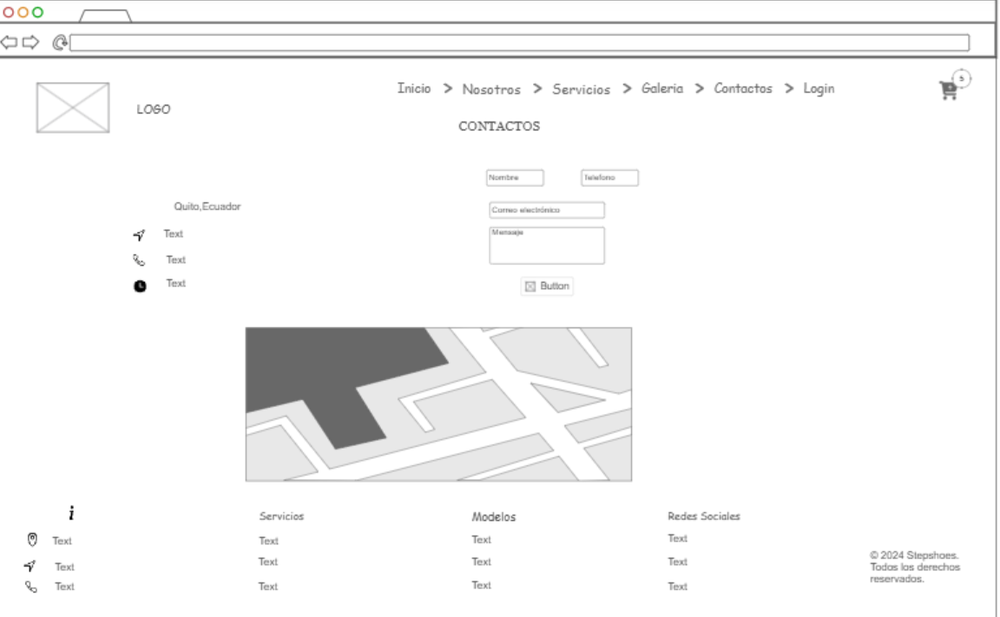 Inicio > Nosotros > Servicios > Galeria > Contactos > Login
5
LOGO
CONTACTOS
Nombre
Telefono
Quito,Ecuador
Correo electrónico
Text
Mensaje
Text
Text
Button
i
Servicios
Modelos
Redes Sociales
Text
Text
Text
Text
Text
Text
Text
Text
Text
Text
Text
Text
© 2024 Stepshoes.
Todos los derechos
reservados.